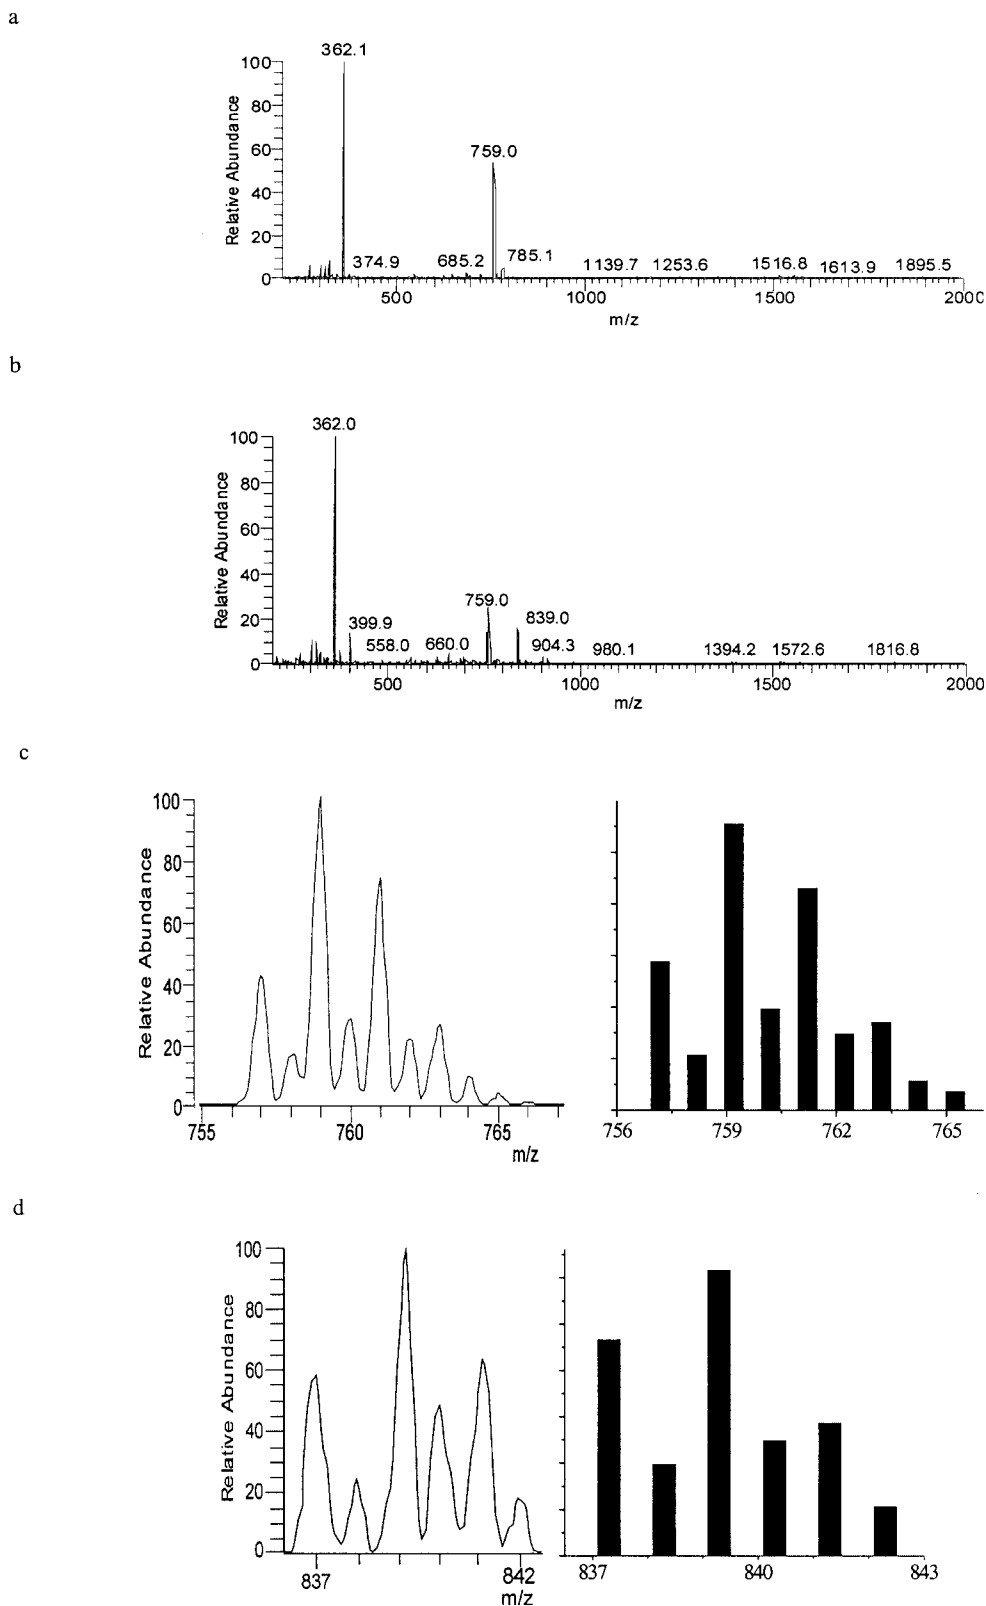 a
362.1
100
80
60
40
20
0
Relative Abundance
759.0
374.9 685.2 785.1 1139.7 1253.6 1516.8 1613.9 1895.5
500 1000 1500 2000
m/z
b
362.0
100
80
60
40
20
0
Relative Abundance
399.9 558.0 660.0 759.0 839.0 904.3 980.1 1394.2 1572.6 1816.8
500 1000 1500 2000
m/z
c
100
80
60
40
20
0
Relative Abundance
755 760 765
m/z
756 759 762 765
d
100
80
60
40
20
0
Relative Abundance
837 842
m/z
837 840 843